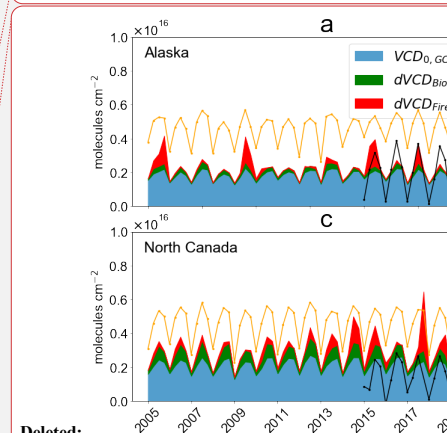 a
×10^16
1.0
Alaska
VCD0, GC
dVCDBio
dVCDFire
0.8
0.6
0.4
0.2
0.0
molecules cm−2
c
×10^16
1.0
North Canada
0.8
0.6
0.4
0.2
0.0
molecules cm−2
2005
2007
2009
2011
2013
2015
2017
Deleted: